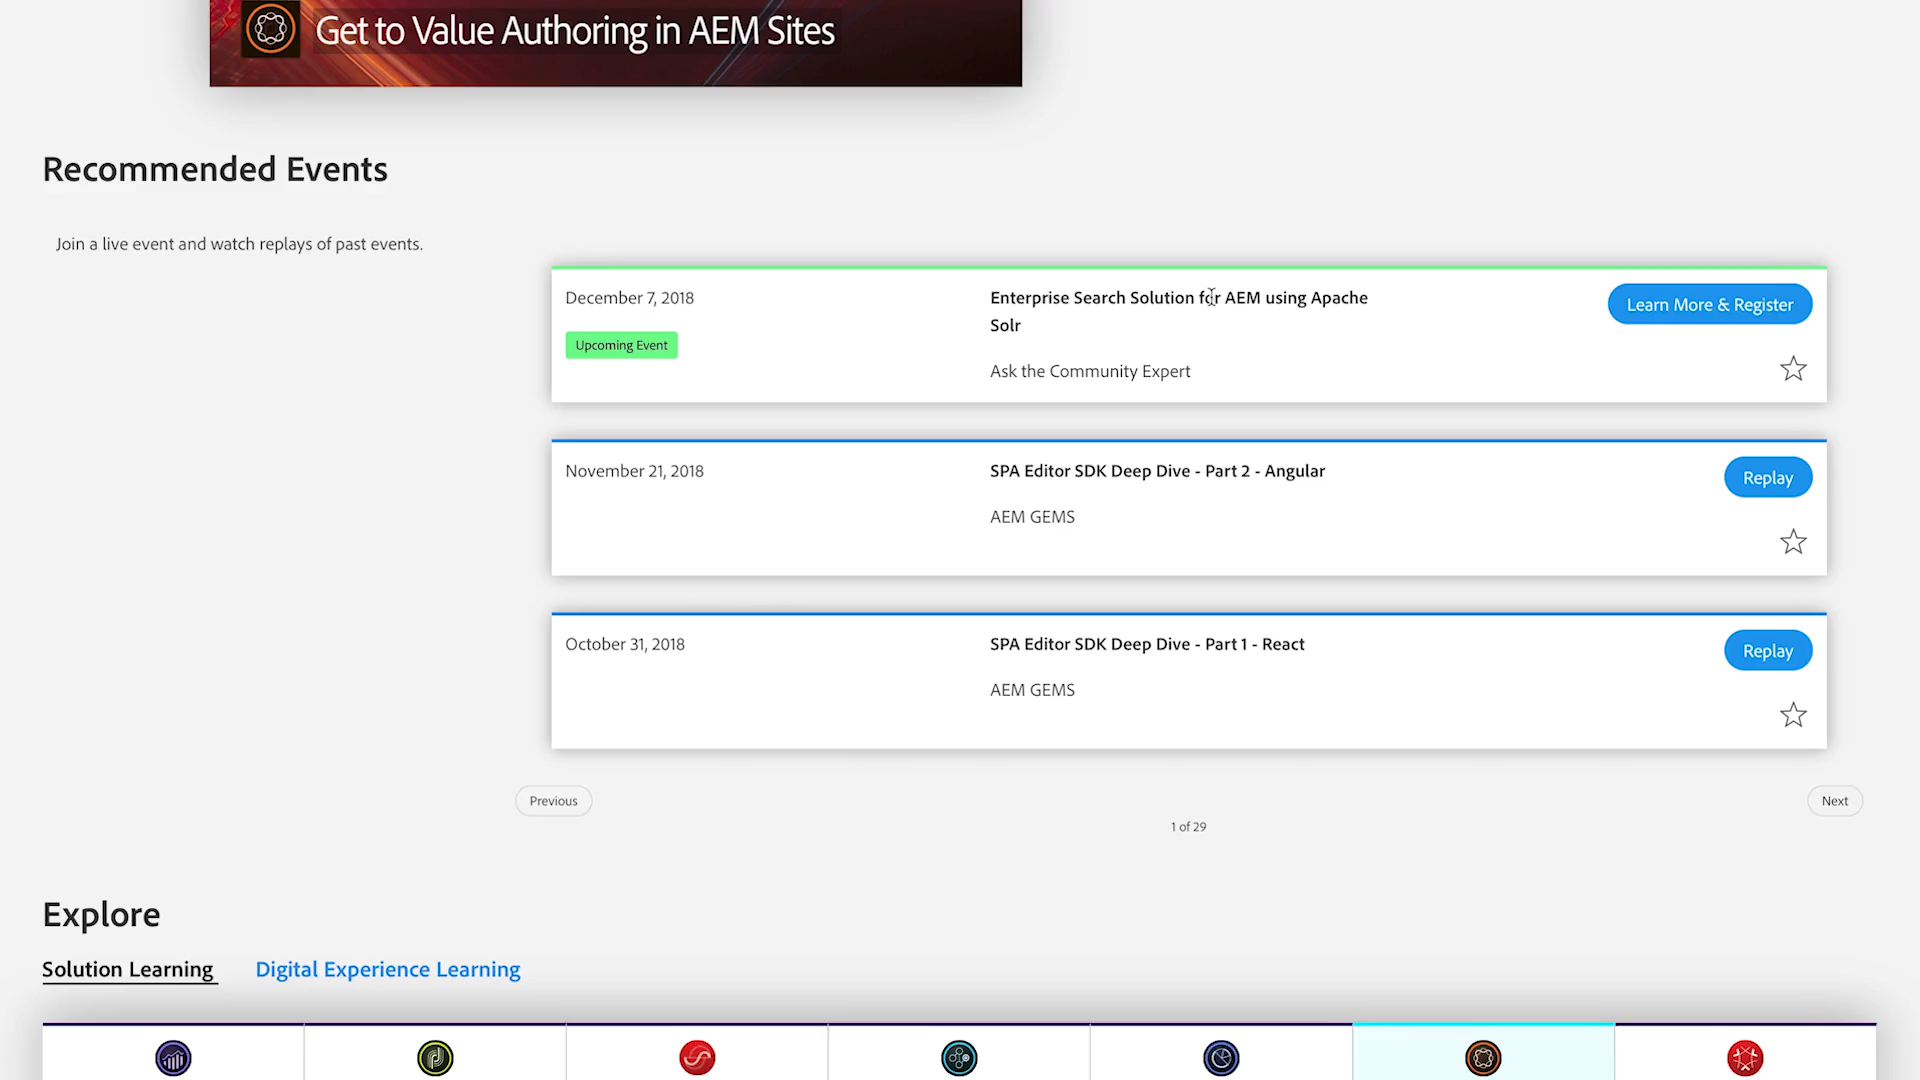 Get to Value Authoring in AEM Sites
Recommended Events
Join a live event and watch replays of past events.
December 7, 2018
Upcoming Event
Enterprise Search Solution for AEM using Apache
Solr
Ask the Community Expert
Learn More & Register
November 21, 2018
SPA Editor SDK Deep Dive - Part 2 - Angular
AEM GEMS
Replay
October 31, 2018
SPA Editor SDK Deep Dive - Part 1 - React
AEM GEMS
Replay
Previous
Next
1 of 29
Explore
Solution Learning
Digital Experience Learning